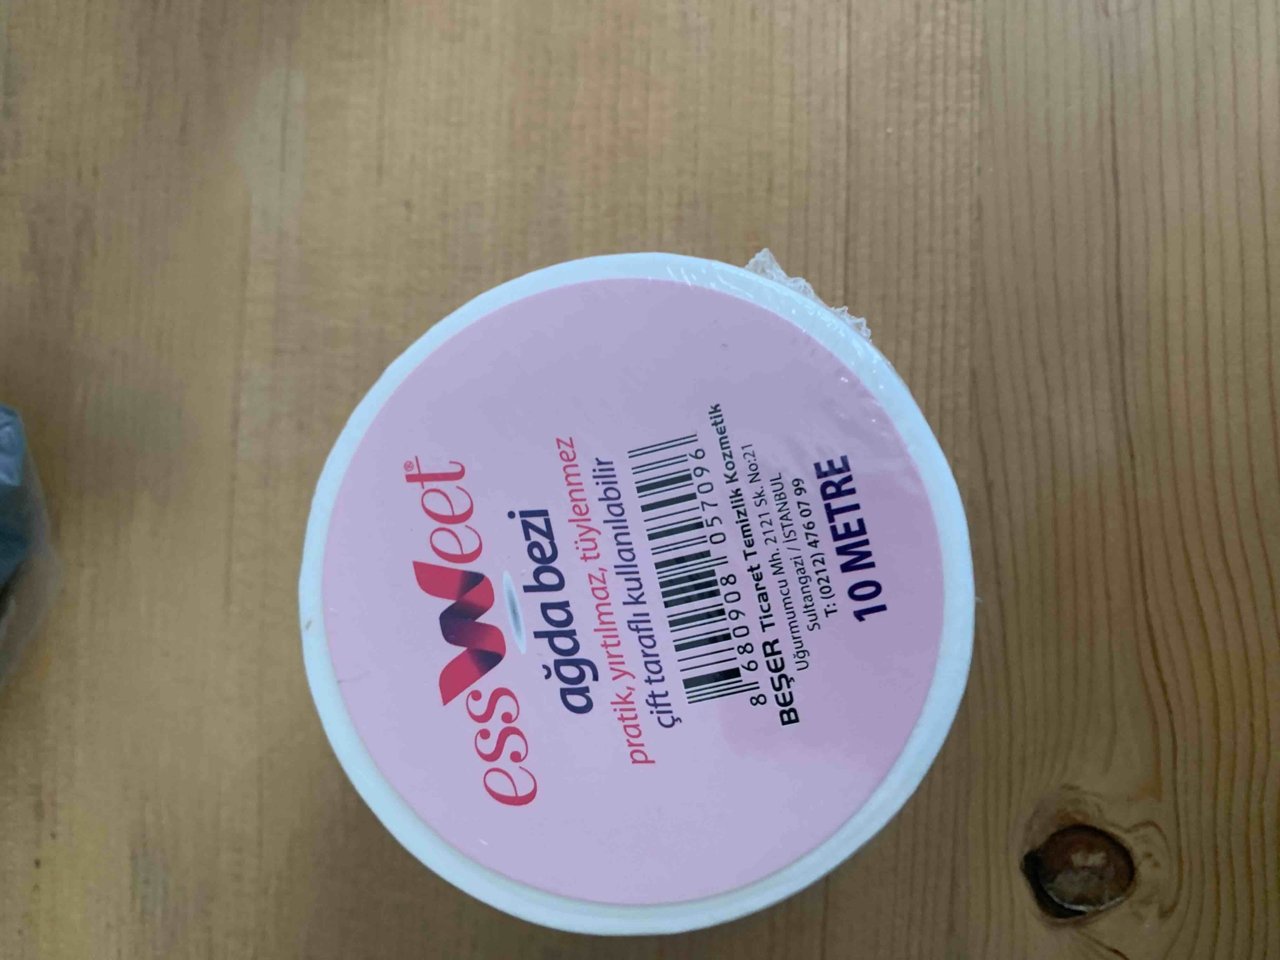 essWeet®
ağda bezi
pratik, yırtılmaz, tüylenmez
çift taraflı kullanılabilir
8 680908 057096
BEŞER Ticaret Temizlik Kozmetik
Uğurmumcu Mh. 2121 Sk. No:21
Sultangazi / İSTANBUL
T: (0212) 476 07 99
10 METRE